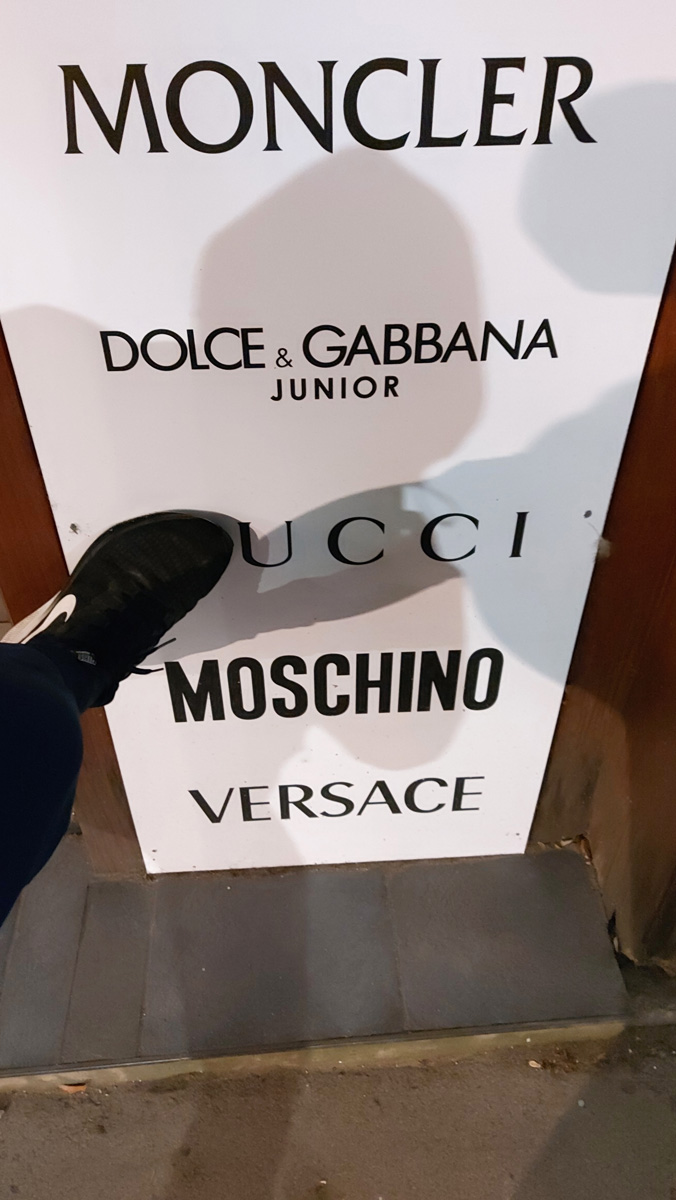 MONCLER
DOLCE & GABBANA
JUNIOR
UCCI
MOSCHINO
VERSACE